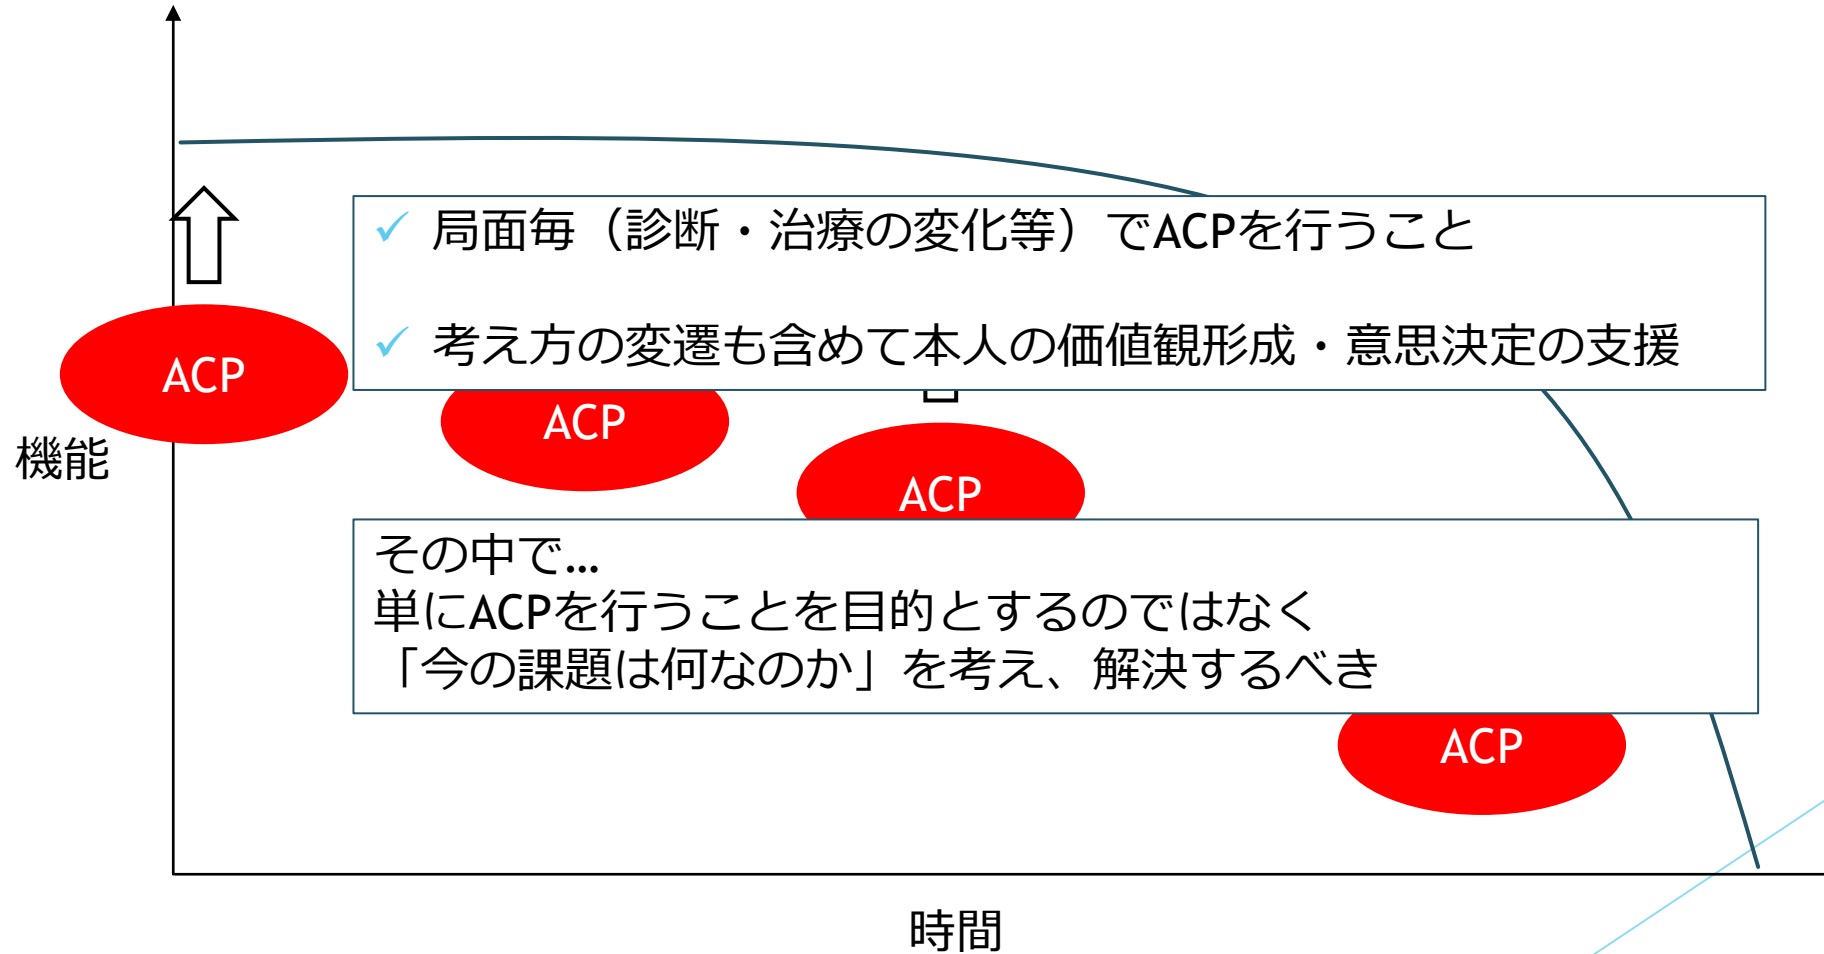 局面毎（診断・治療の変化等）でACPを行うこと
考え方の変遷も含めて本人の価値観形成・意思決定の支援
ACP
ACP
ACP
機能
その中で…
単にACPを行うことを目的とするのではなく
「今の課題は何なのか」を考え、解決するべき
ACP
時間